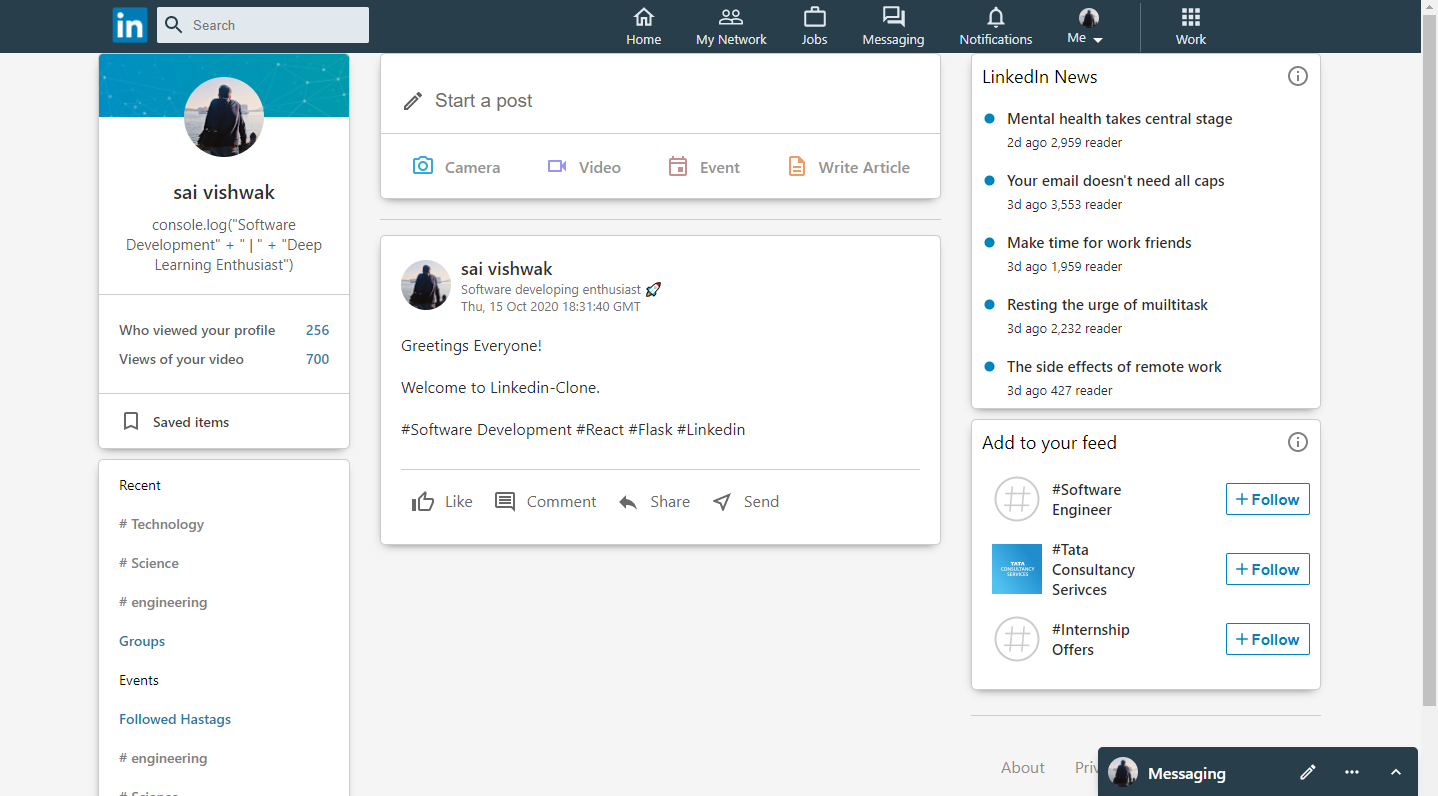 in
Search
Home
My Network
Jobs
Messaging
Notifications
Me
Work
sai vishwak
console.log("Software
Development" + " | " + "Deep
Learning Enthusiast")
Who viewed your profile 256
Views of your video 700
Saved items
Recent
# Technology
# Science
# engineering
Groups
Events
Followed Hastags
# engineering
# Science
Start a post
Camera
Video
Event
Write Article
sai vishwak
Software developing enthusiast 🚀
Thu, 15 Oct 2020 18:31:40 GMT
Greetings Everyone!
Welcome to Linkedin-Clone.
#Software Development #React #Flask #Linkedin
Like
Comment
Share
Send
LinkedIn News
Mental health takes central stage
2d ago 2,959 reader
Your email doesn't need all caps
3d ago 3,553 reader
Make time for work friends
3d ago 1,959 reader
Resting the urge of muiltitask
3d ago 2,232 reader
The side effects of remote work
3d ago 427 reader
Add to your feed
#Software
Engineer
+ Follow
TATA
CONSULTANCY
SERVICES
#Tata
Consultancy
Serivces
+ Follow
#Internship
Offers
+ Follow
About
Messaging